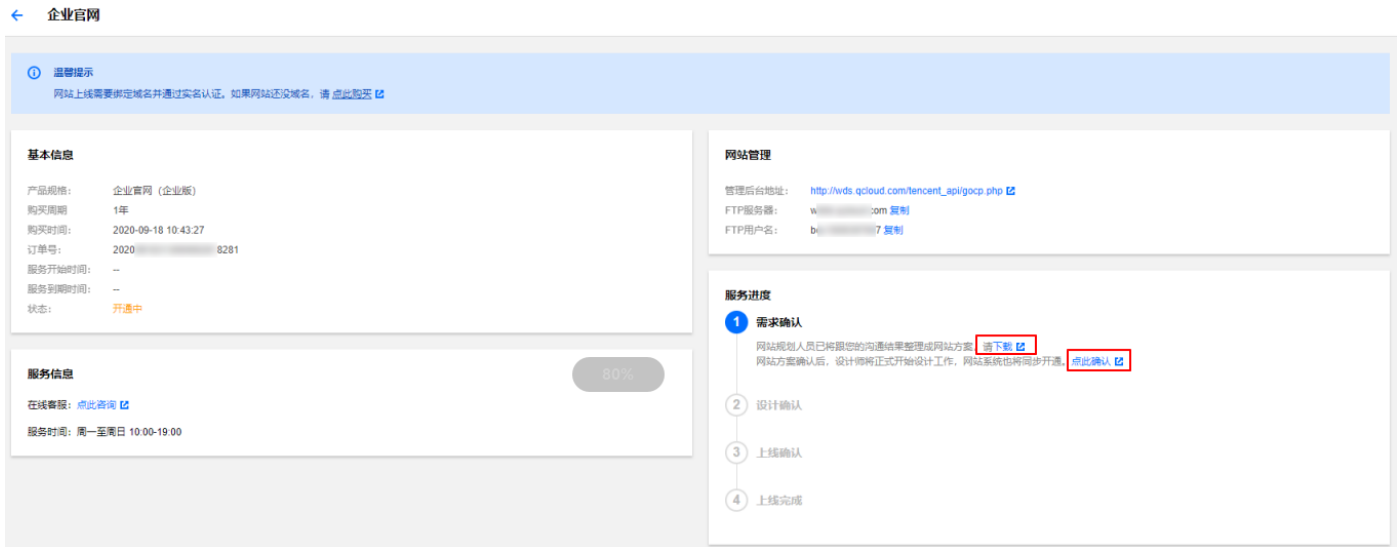 企业官网
温馨提示
网站上线需要绑定域名并通过实名认证。如果网站还没域名，请 点此购买
基本信息
产品规格： 企业官网（企业版）
购买周期 1年
购买时间： 2020-09-18 10:43:27
订单号： 2020 8281
服务开始时间： --
服务到期时间： --
状态： 开通中
服务信息
80%
在线客服：点此咨询
服务时间：周一至周日 10:00-19:00
网站管理
管理后台地址： http://wds.qcloud.com/tencent_api/gocp.php
FTP服务器： w com 复制
FTP用户名： b 7 复制
服务进度
1 需求确认
网站规划人员已将跟您的沟通结果整理成网站方案，请下载
网站方案确认后，设计师将正式开始设计工作，网站系统也将同步开通。点此确认
2 设计确认
3 上线确认
4 上线完成